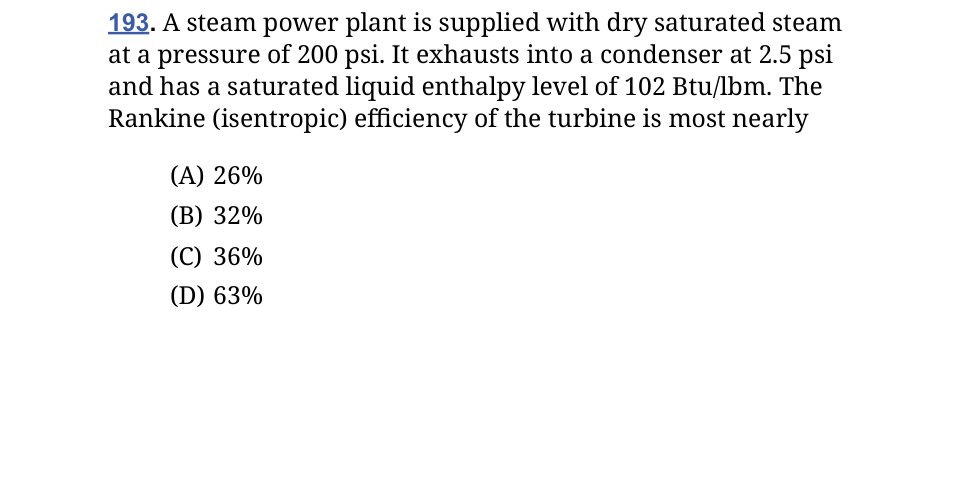 193. A steam power plant is supplied with dry saturated steam
at a pressure of 200 psi. It exhausts into a condenser at 2.5 psi
and has a saturated liquid enthalpy level of 102 Btu/lbm. The
Rankine (isentropic) efficiency of the turbine is most nearly
(A) 26%
(B) 32%
(C) 36%
(D) 63%